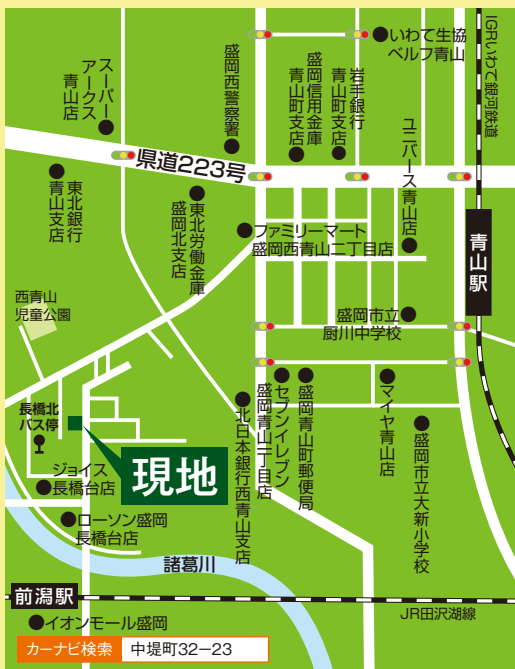 いわて生協
ベルフ青山
IGRいわて銀河鉄道
スーパー
アークス
青山店
盛岡西警察署
盛岡信用金庫
青山町支店
岩手銀行
青山町支店
ユニバース青山店
県道223号
東北銀行
青山支店
東北労働金庫
盛岡北支店
ファミリーマート
盛岡西青山二丁目店
青山駅
西青山
児童公園
盛岡市立
厨川中学校
長橋北
バス停
現地
北日本銀行西青山支店
セブンイレブン
盛岡青山二丁目店
盛岡青山町郵便局
マイヤ青山店
盛岡市立大新小学校
ジョイス
長橋台店
ローソン盛岡
長橋台店
諸葛川
前潟駅
JR田沢湖線
イオンモール盛岡
カーナビ検索 中堤町32−23